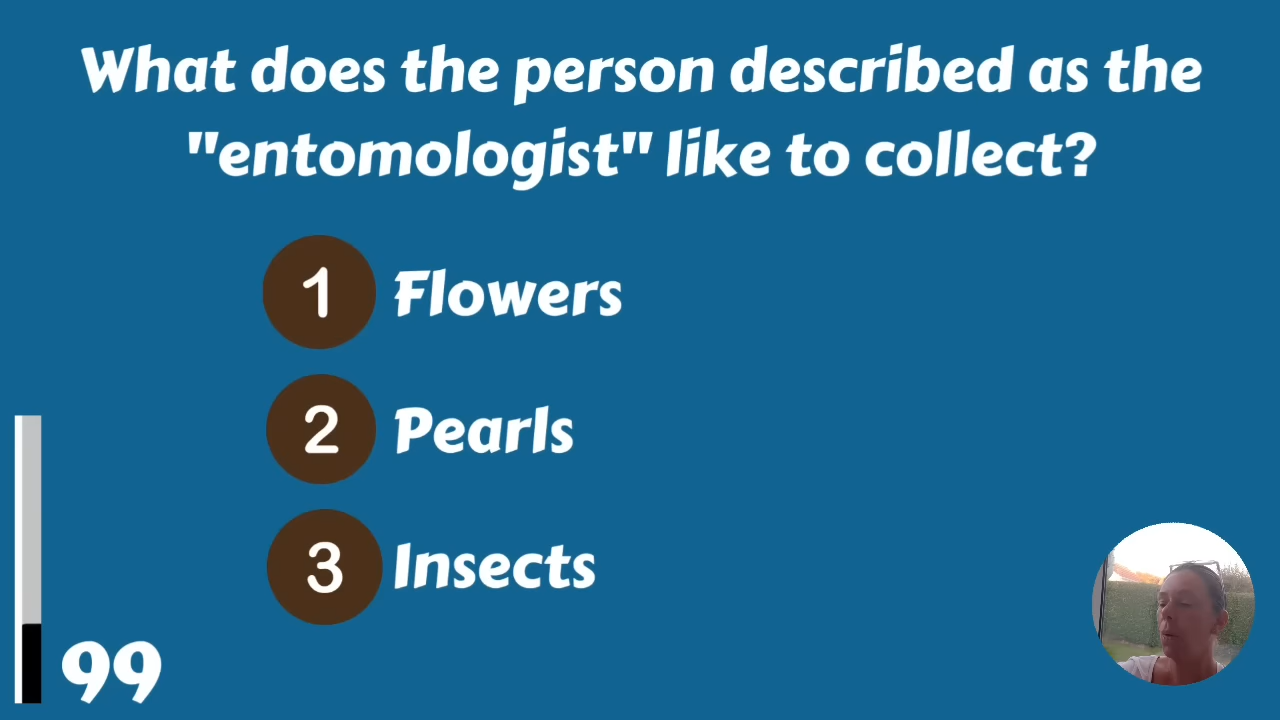 What does the person described as the
"entomologist" like to collect?
1 Flowers
2 Pearls
3 Insects
99